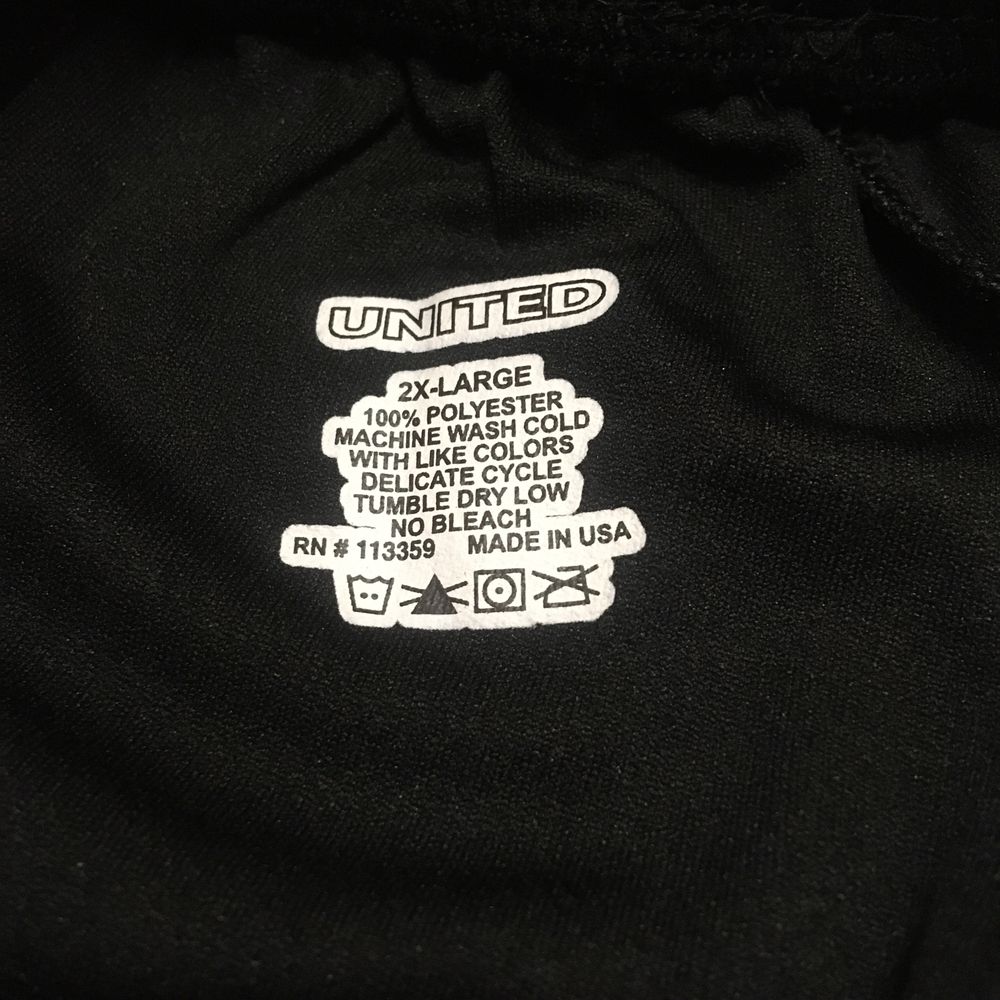 UNITED
2X-LARGE
100% POLYESTER
MACHINE WASH COLD
WITH LIKE COLORS
DELICATE CYCLE
TUMBLE DRY LOW
NO BLEACH
RN # 113359 MADE IN USA